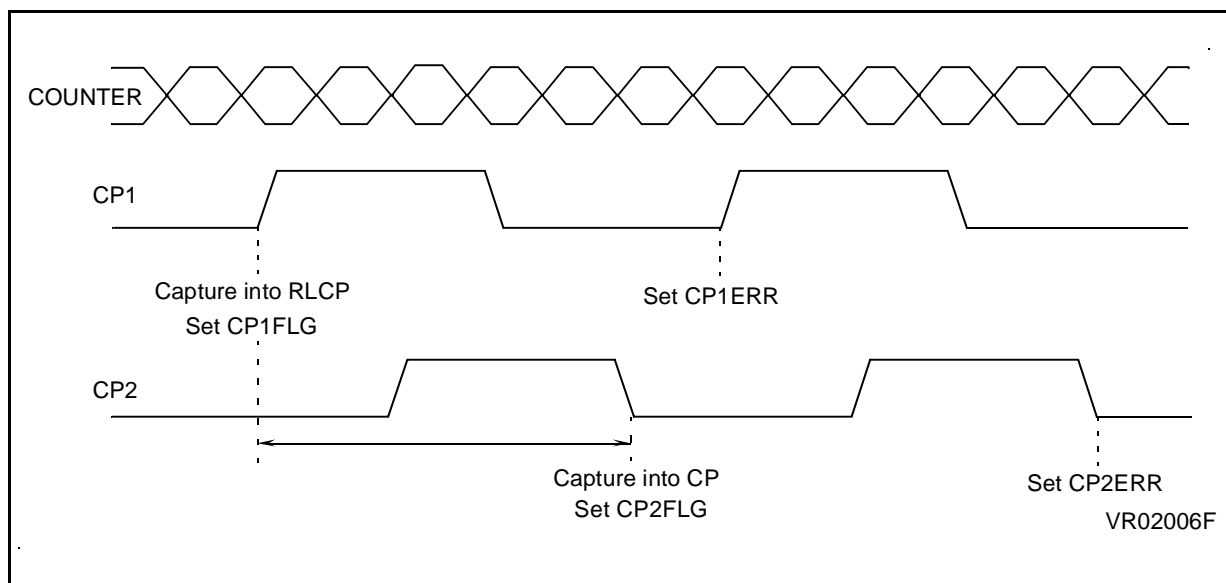 COUNTER
CP1
Capture into RLCP
Set CP1FLG
Set CP1ERR
CP2
Capture into CP
Set CP2FLG
Set CP2ERR
VR02006F